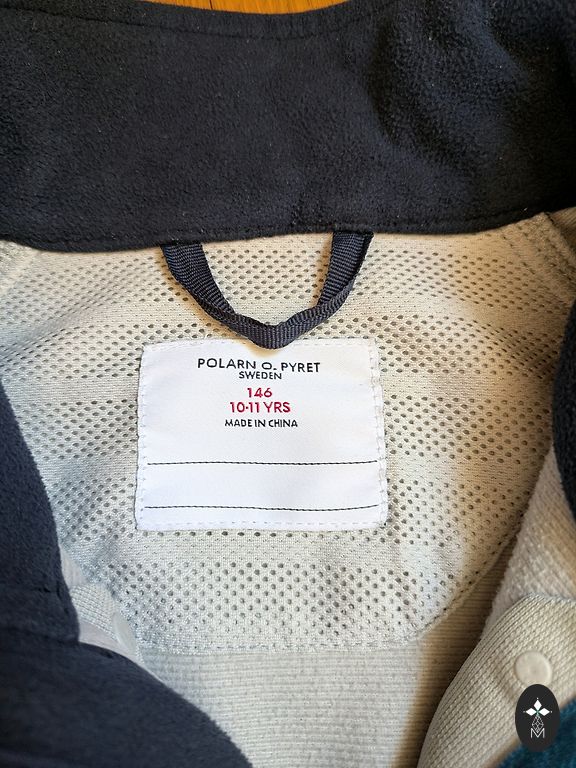 POLARN O. PYRET
SWEDEN
146
10-11 YRS
MADE IN CHINA
M